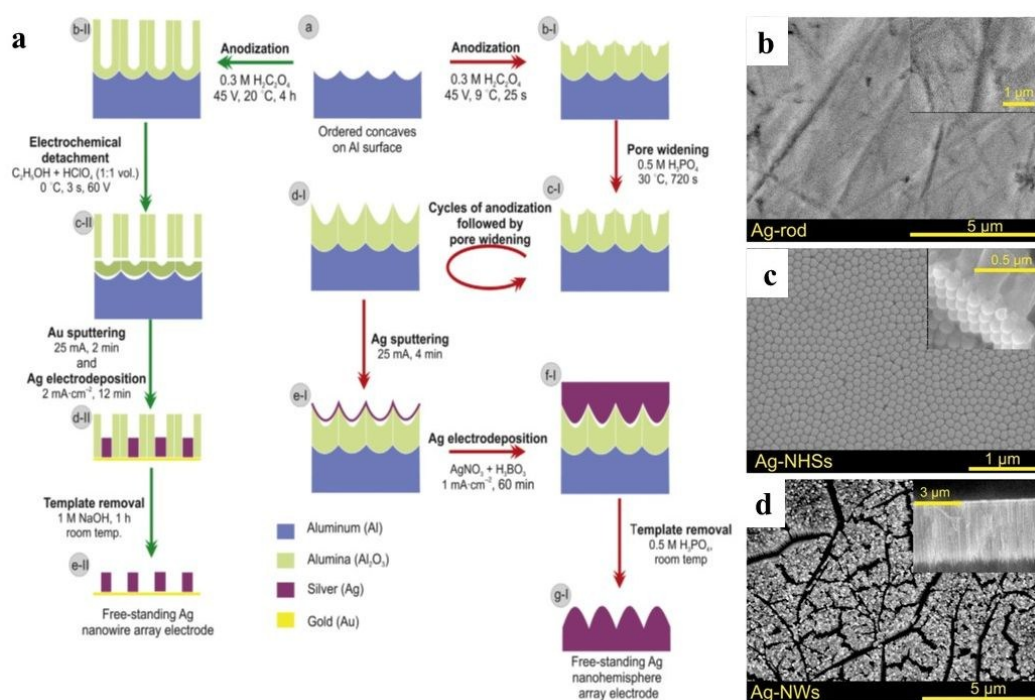 a
b-II
Anodization
0.3 M H₂C₂O₄
45 V, 20 °C, 4 h
a
Ordered concaves
on Al surface
Anodization
0.3 M H₂C₂O₄
45 V, 9 °C, 25 s
b-I
Electrochemical
detachment
C₂H₅OH + HClO₄ (1:1 vol.)
0 °C, 3 s, 60 V
Pore widening
0.5 M H₃PO₄
30 °C, 720 s
c-II
d-I
Cycles of anodization
followed by
pore widening
c-I
Au sputtering
25 mA, 2 min
and
Ag electrodeposition
2 mA·cm⁻², 12 min
Ag sputtering
25 mA, 4 min
d-II
e-I
Ag electrodeposition
AgNO₃ + H₃BO₃
1 mA·cm⁻², 60 min
f-I
Template removal
1 M NaOH, 1 h
room temp.
Template removal
0.5 M H₃PO₄,
room temp
e-II
Free-standing Ag
nanowire array electrode
Aluminum (Al)
Alumina (Al₂O₃)
Silver (Ag)
Gold (Au)
g-I
Free-standing Ag
nanohemisphere
array electrode
b
1 µm
Ag-rod
5 µm
c
0.5 µm
Ag-NHSs
1 µm
d
3 µm
Ag-NWs
5 µm